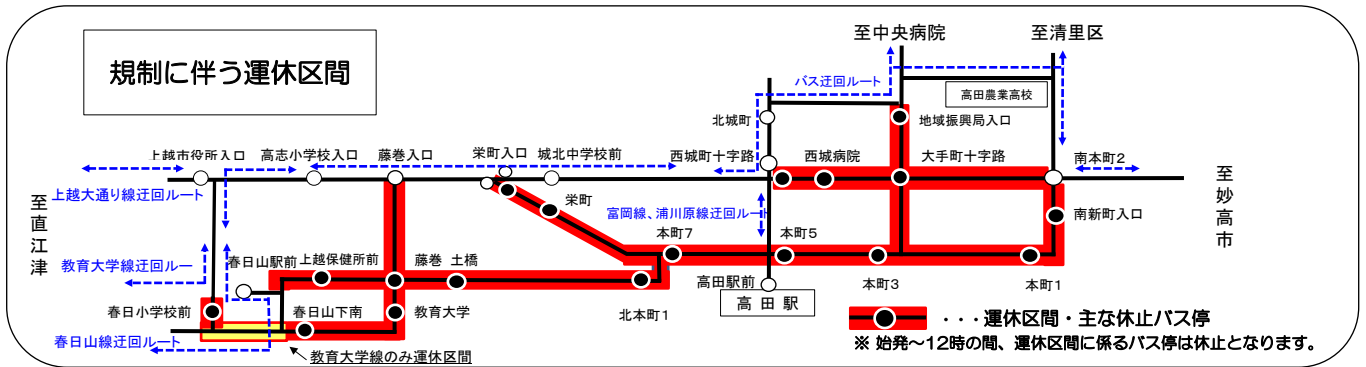 規制に伴う運休区間
至中央病院
至清里区
バス迂回ルート
高田農業高校
北城町
地域振興局入口
上越市役所入口
高志小学校入口
藤巻入口
栄町入口
城北中学校前
西城町十字路
西城病院
大手町十字路
南本町2
至直江津
上越大通り線迂回ルート
栄町
富岡線、浦川原線迂回ルート
南新町入口
至妙高市
教育大学線迂回ルー
春日山駅前
上越保健所前
藤巻
土橋
本町7
本町5
本町3
本町1
高田駅前
高田駅
春日小学校前
春日山下南
教育大学
北本町1
春日山線迂回ルート
教育大学線のみ運休区間
・・・運休区間・主な休止バス停
※ 始発~12時の間、運休区間に係るバス停は休止となります。